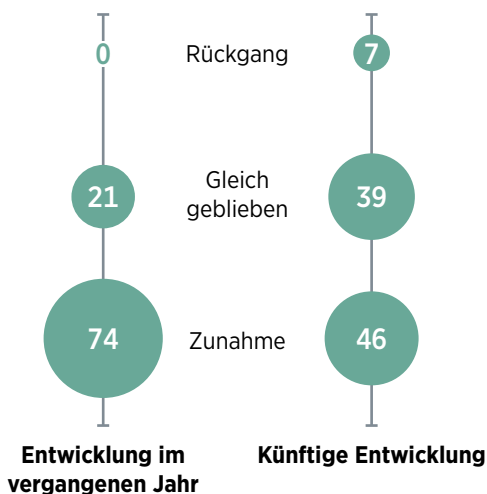 0 Rückgang 7
21 Gleich geblieben 39
74 Zunahme 46
Entwicklung im
vergangenen Jahr
Künftige Entwicklung